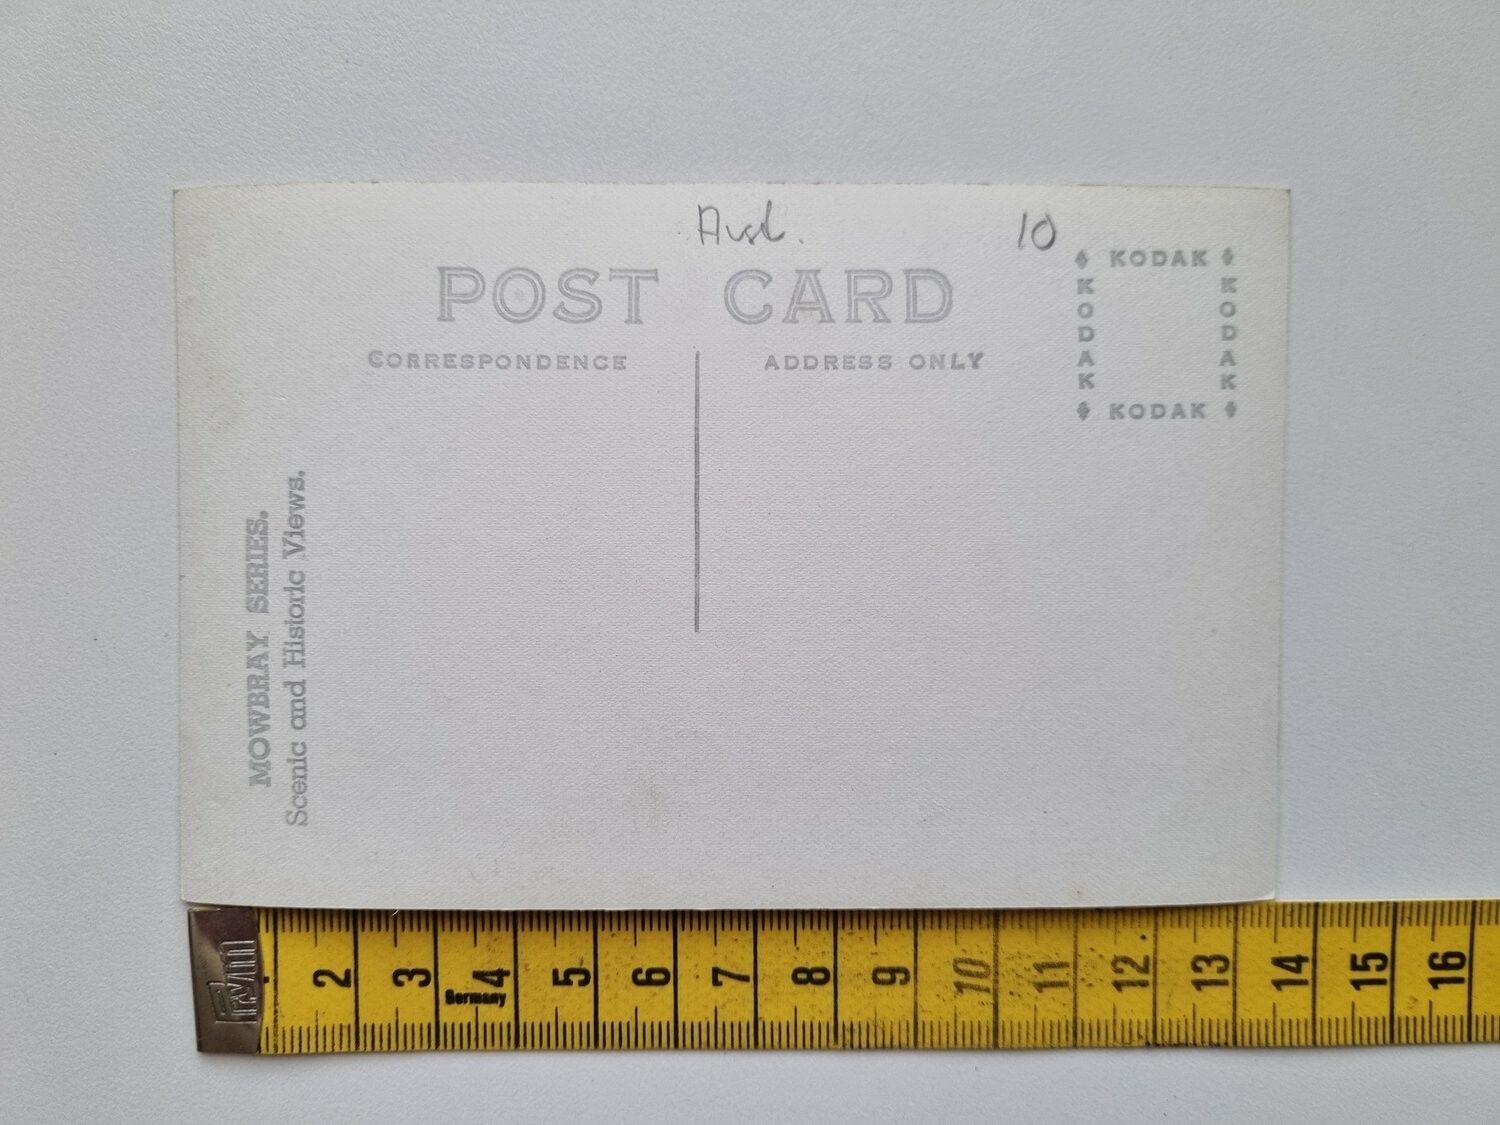 Aust.
10
POST CARD
CORRESPONDENCE
ADDRESS ONLY
KODAK
KODAK
KODAK
KODAK
MOWBRAY SERIES.
Scenic and Historic Views.
Prym
2 3 4 5 6 7 8 9 10 11 12 13 14 15 16
Germany